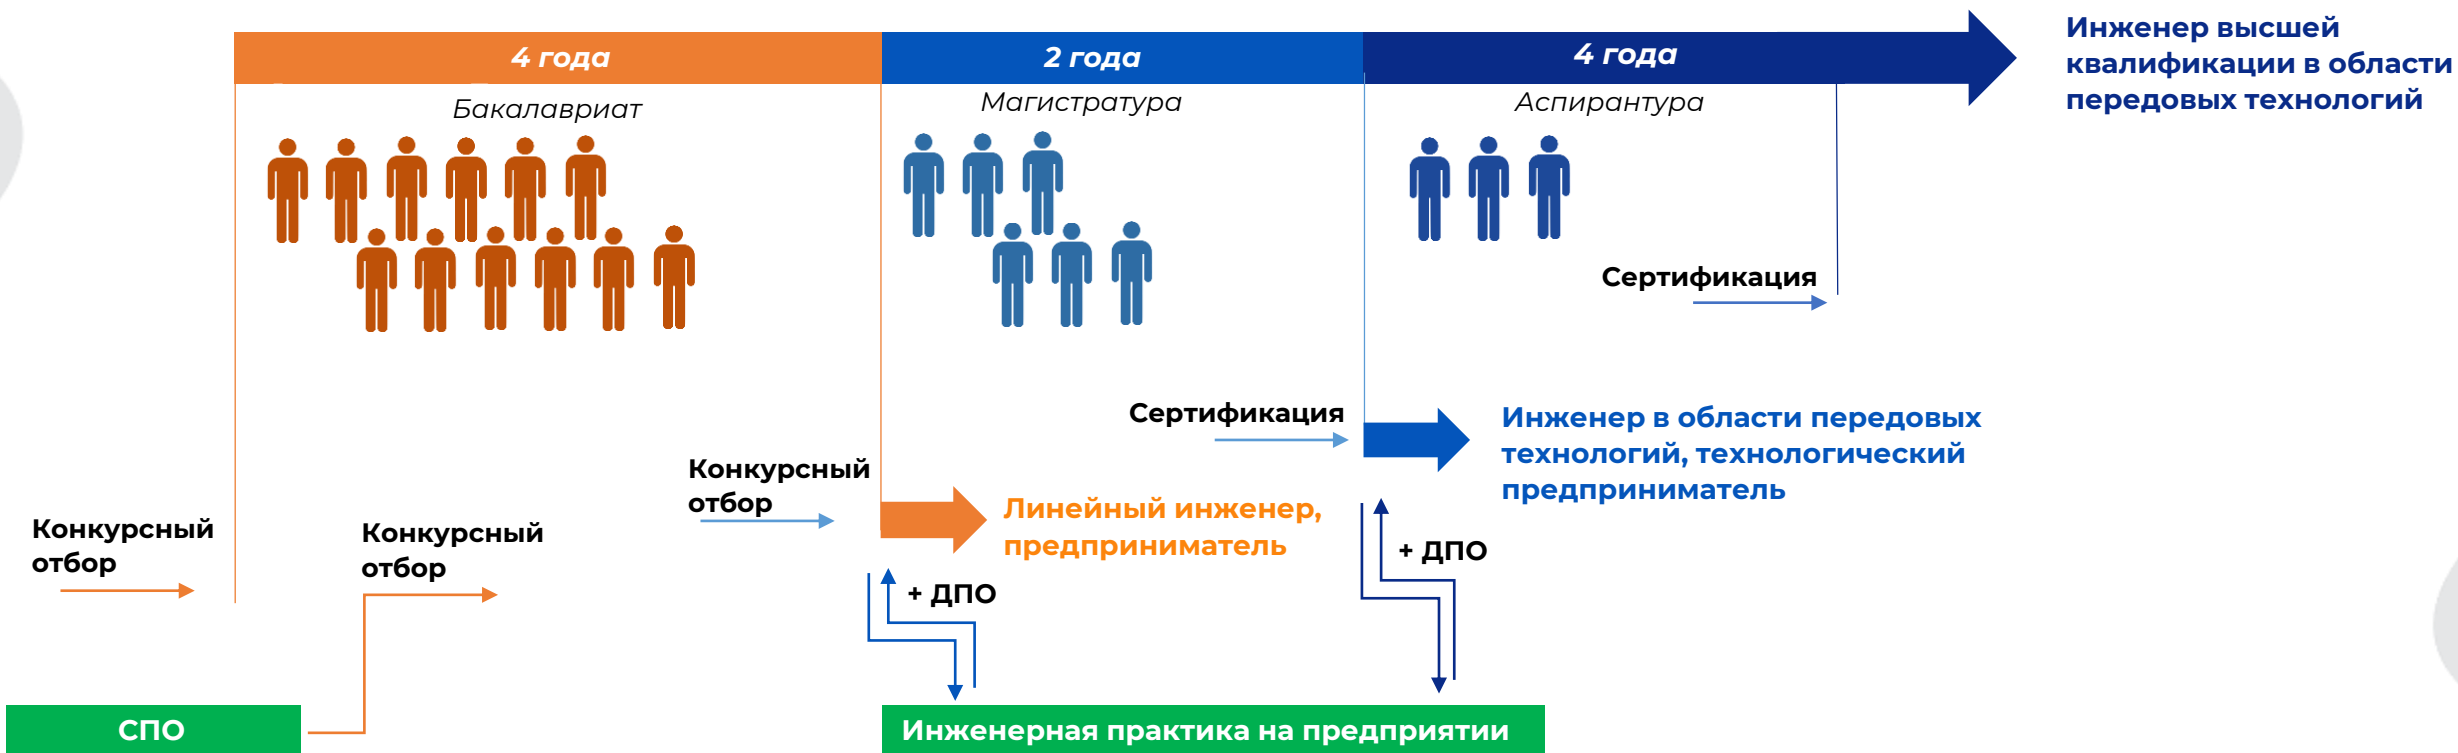 4 года
2 года
4 года
Инженер высшей
квалификации в области
передовых технологий
Бакалавриат
Магистратура
Аспирантура
Сертификация
Сертификация
Инженер в области передовых
технологий, технологический
предприниматель
Конкурсный
отбор
Линейный инженер,
предприниматель
Конкурсный
отбор
Конкурсный
отбор
+ ДПО
+ ДПО
СПО
Инженерная практика на предприятии